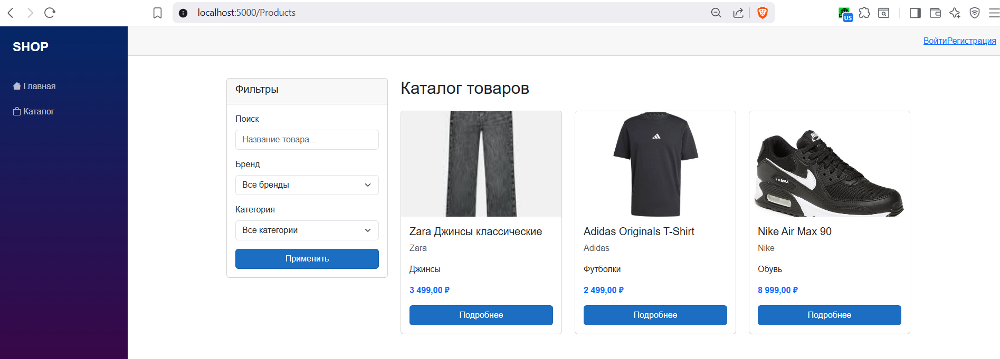 localhost:5000/Products
US
SHOP
ВойтиРегистрация
Главная
Каталог
Фильтры
Поиск
Название товара...
Бренд
Все бренды
Категория
Все категории
Применить
Каталог товаров
Zara Джинсы классические
Zara
Джинсы
3 499,00 ₽
Подробнее
Adidas Originals T-Shirt
Adidas
Футболки
2 499,00 ₽
Подробнее
AIR MAX
Nike Air Max 90
Nike
Обувь
8 999,00 ₽
Подробнее